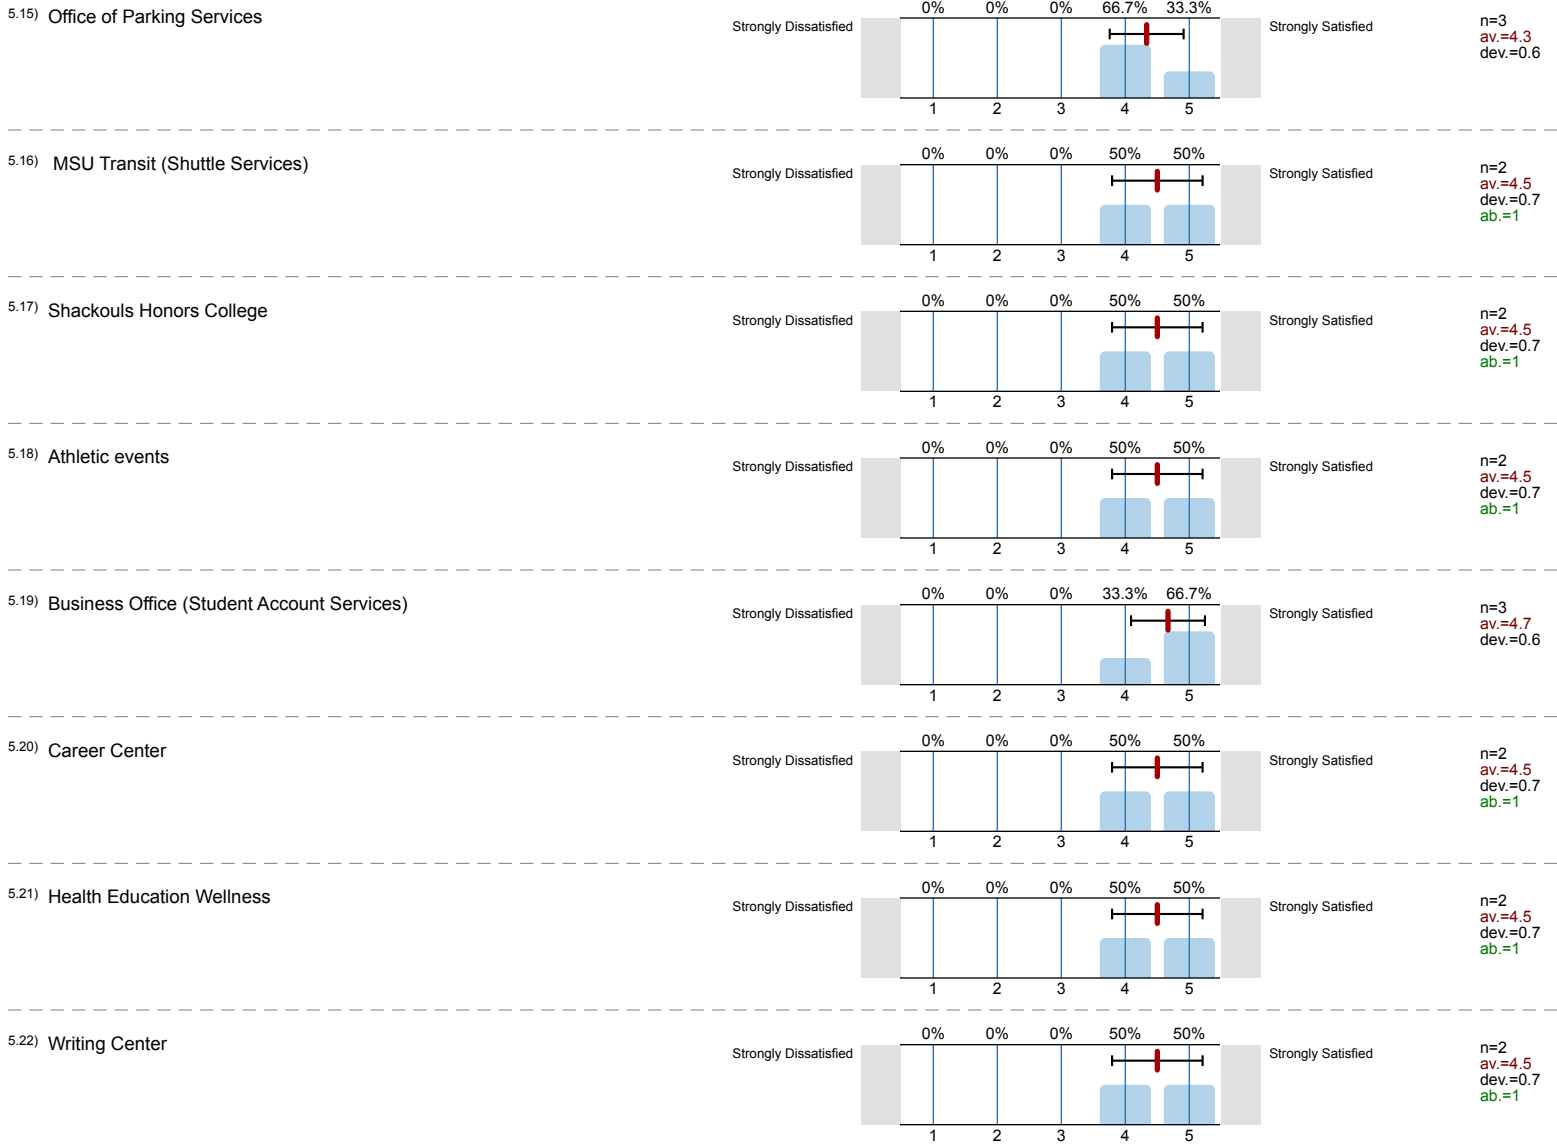 5.15) Office of Parking Services
0% 0% 0% 66.7% 33.3%
Strongly Dissatisfied Strongly Satisfied
n=3
av.=4.3
dev.=0.6
1 2 3 4 5
5.16) MSU Transit (Shuttle Services)
0% 0% 0% 50% 50%
Strongly Dissatisfied Strongly Satisfied
n=2
av.=4.5
dev.=0.7
ab.=1
1 2 3 4 5
5.17) Shackouls Honors College
0% 0% 0% 50% 50%
Strongly Dissatisfied Strongly Satisfied
n=2
av.=4.5
dev.=0.7
ab.=1
1 2 3 4 5
5.18) Athletic events
0% 0% 0% 50% 50%
Strongly Dissatisfied Strongly Satisfied
n=2
av.=4.5
dev.=0.7
ab.=1
1 2 3 4 5
5.19) Business Office (Student Account Services)
0% 0% 0% 33.3% 66.7%
Strongly Dissatisfied Strongly Satisfied
n=3
av.=4.7
dev.=0.6
1 2 3 4 5
5.20) Career Center
0% 0% 0% 50% 50%
Strongly Dissatisfied Strongly Satisfied
n=2
av.=4.5
dev.=0.7
ab.=1
1 2 3 4 5
5.21) Health Education Wellness
0% 0% 0% 50% 50%
Strongly Dissatisfied Strongly Satisfied
n=2
av.=4.5
dev.=0.7
ab.=1
1 2 3 4 5
5.22) Writing Center
0% 0% 0% 50% 50%
Strongly Dissatisfied Strongly Satisfied
n=2
av.=4.5
dev.=0.7
ab.=1
1 2 3 4 5